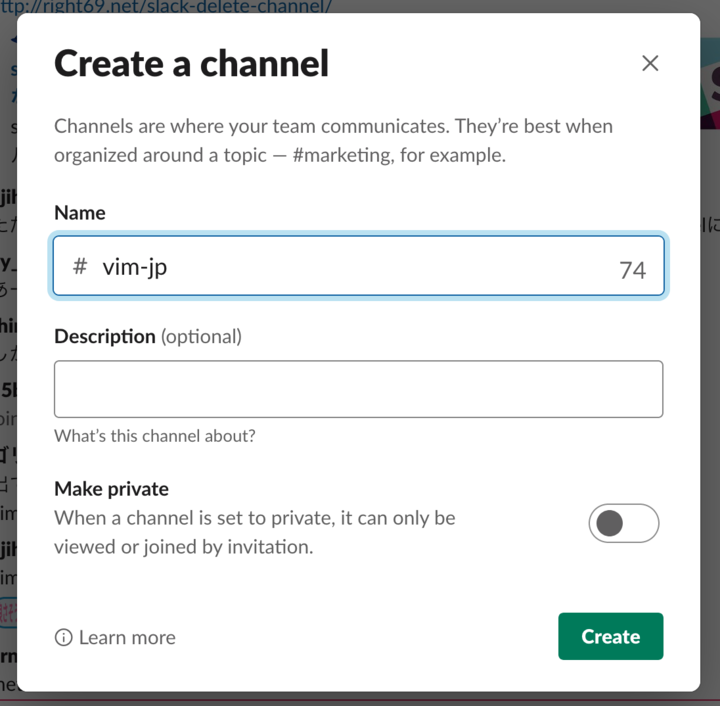 ttp://right69.net/slack-delete-channel/
Create a channel
Channels are where your team communicates. They’re best when
organized around a topic — #marketing, for example.
Name
# vim-jp 74
Description (optional)
What’s this channel about?
Make private
When a channel is set to private, it can only be
viewed or joined by invitation.
Learn more
Create